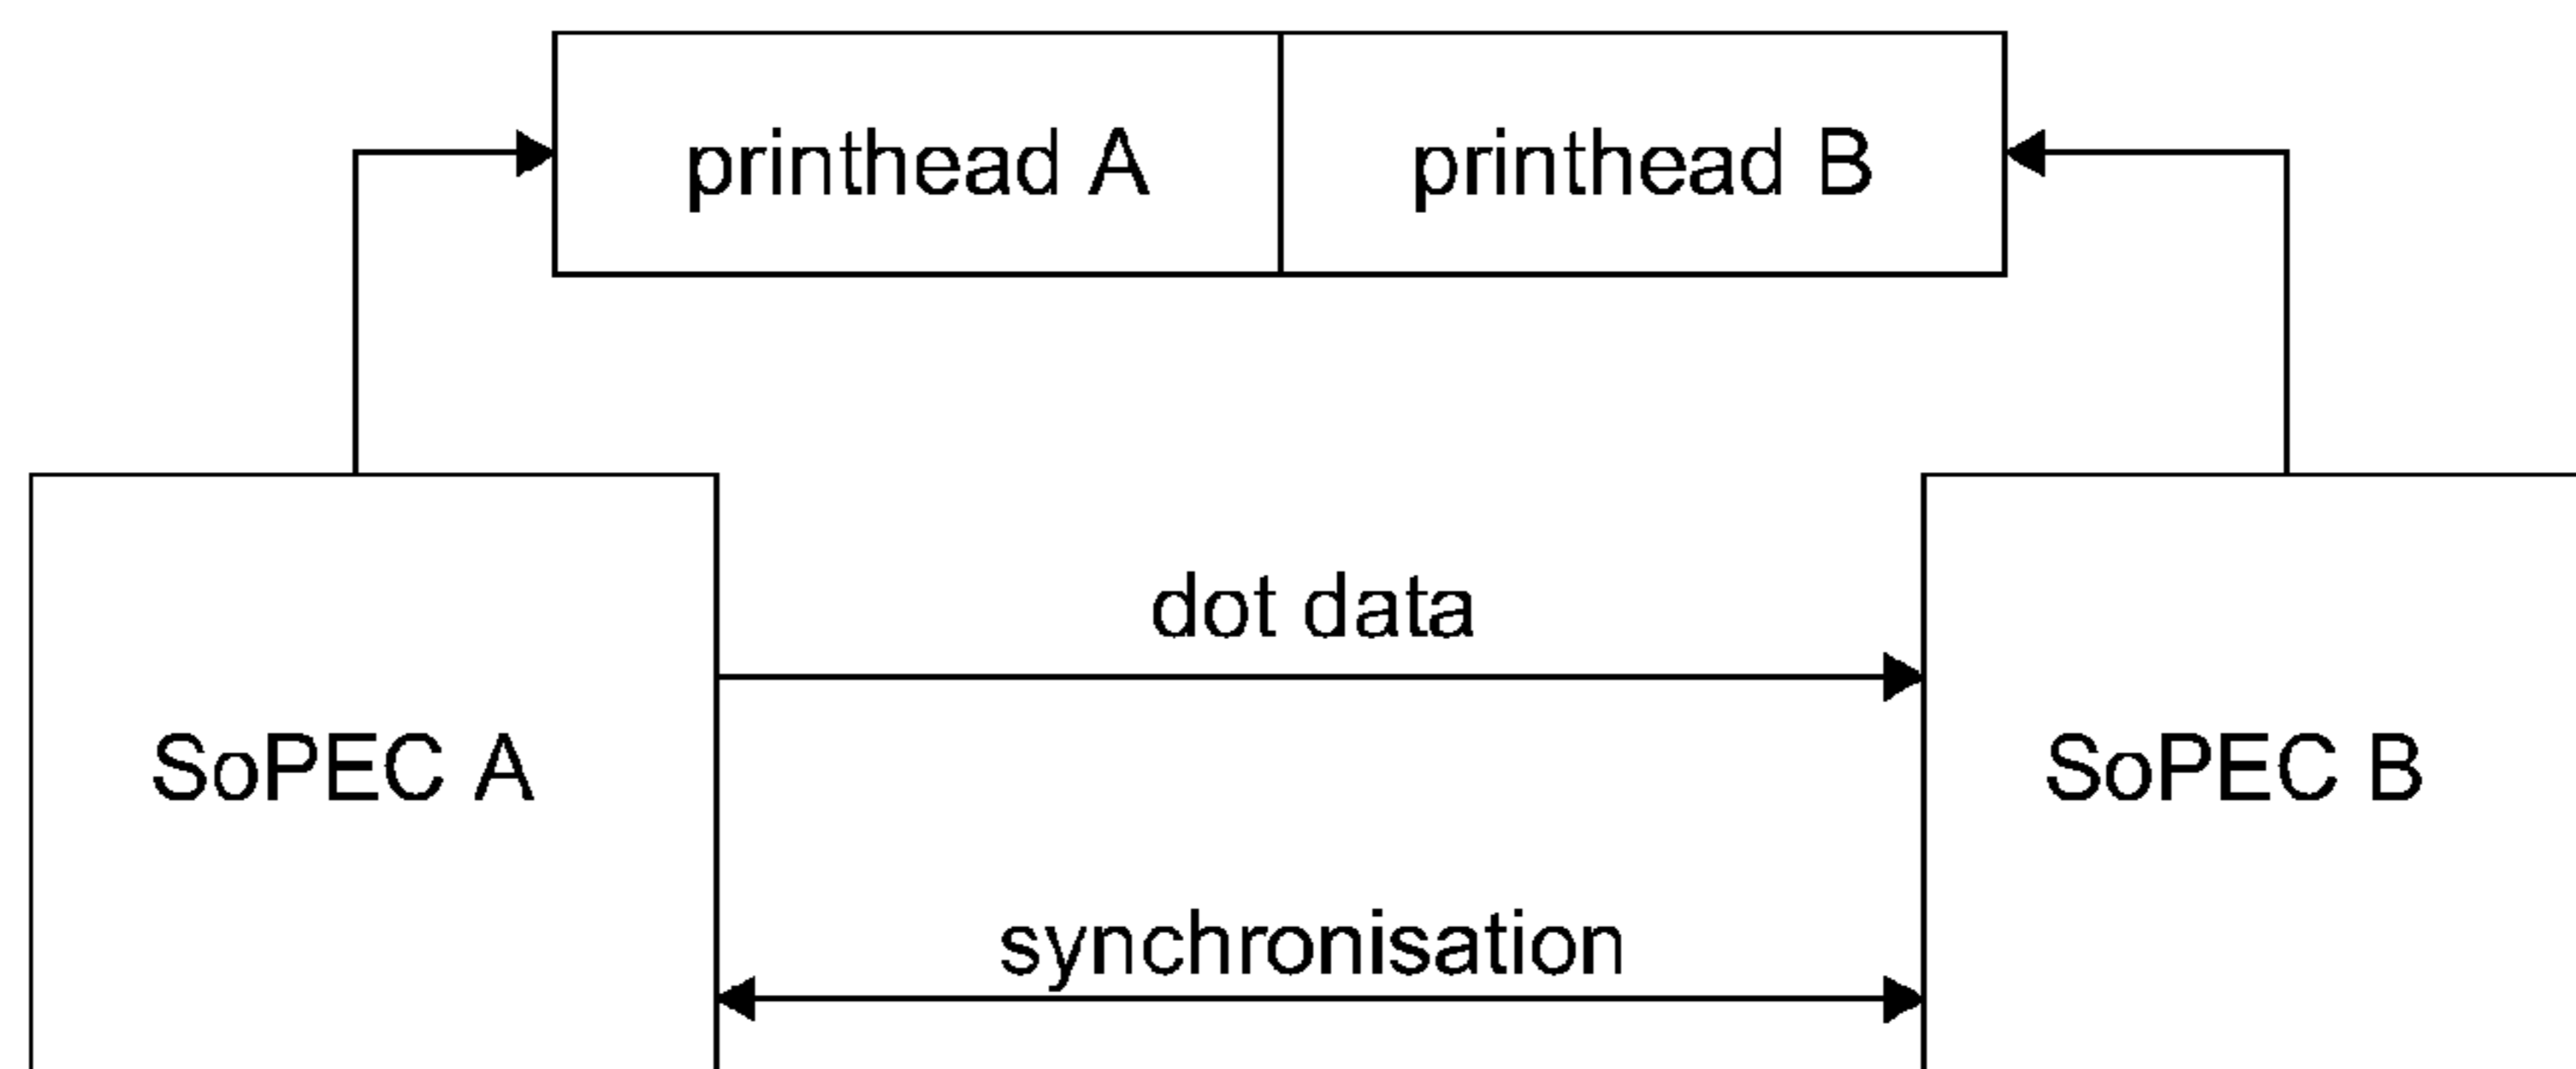 printhead A
printhead B
dot data
SoPEC A
SoPEC B
synchronisation